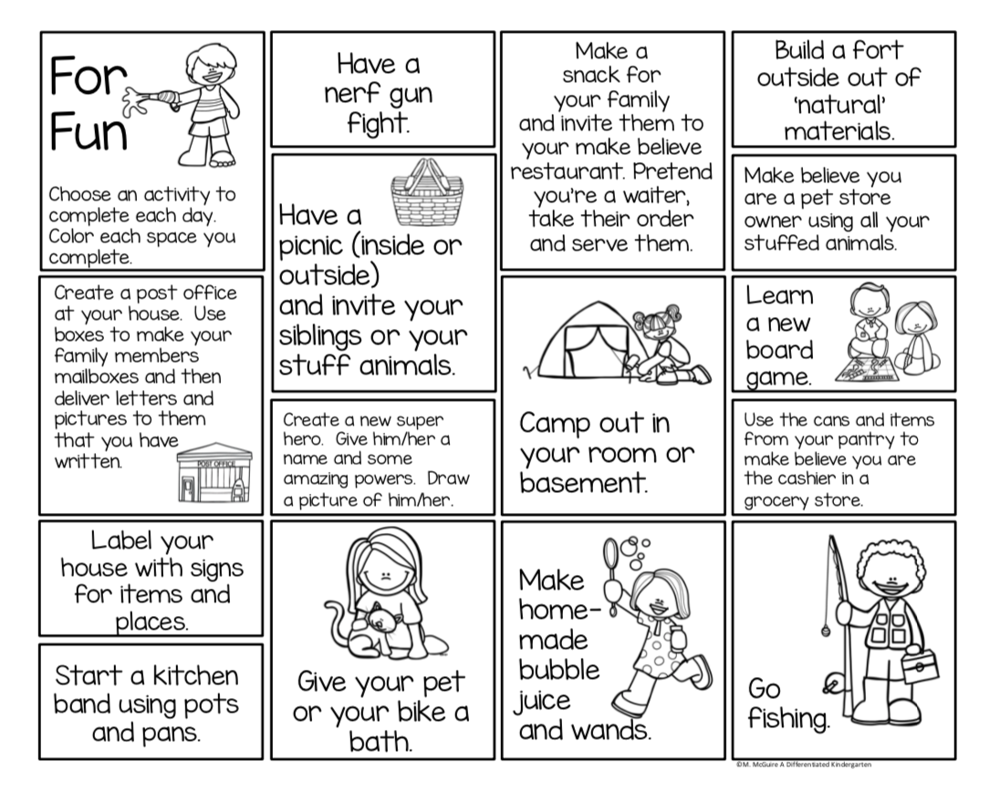 For
Fun
Choose an activity to
complete each day.
Color each space you
complete.
Have a
nerf gun
fight.
Make a
snack for
your family
and invite them to
your make believe
restaurant. Pretend
you're a waiter,
take their order
and serve them.
Build a fort
outside out of
'natural'
materials.
Have a
picnic (inside or
outside)
and invite your
siblings or your
stuff animals.
Make believe you
are a pet store
owner using all your
stuffed animals.
Create a post office
at your house. Use
boxes to make your
family members
mailboxes and then
deliver letters and
pictures to them
that you have
written.
POST OFFICE
Camp out in
your room or
basement.
Learn
a new
board
game.
Create a new super
hero. Give him/her a
name and some
amazing powers. Draw
a picture of him/her.
Use the cans and items
from your pantry to
make believe you are
the cashier in a
grocery store.
Label your
house with signs
for items and
places.
Give your pet
or your bike a
bath.
Make
home-
made
bubble
juice
and wands.
Go
fishing.
Start a kitchen
band using pots
and pans.
©M. McGuire A Differentiated Kindergarten